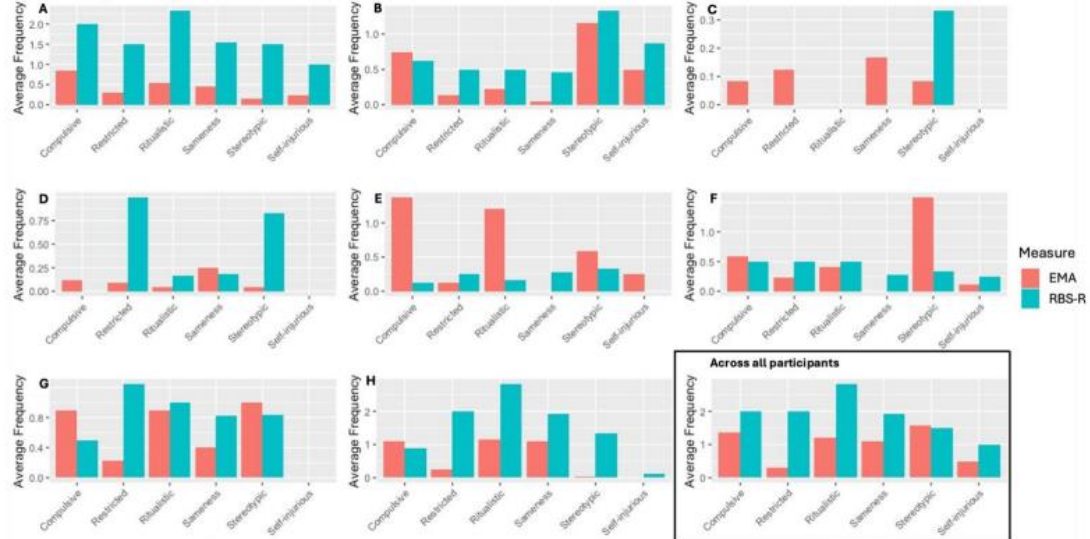 A
Average Frequency
2.0
1.5
1.0
0.5
0.0
Compulsive
Restricted
Ritualistic
Sameness
Stereotypic
Self-injurious
B
Average Frequency
1.0
0.5
0.0
Compulsive
Restricted
Ritualistic
Sameness
Stereotypic
Self-injurious
C
Average Frequency
0.3
0.2
0.1
0.0
Compulsive
Restricted
Ritualistic
Sameness
Stereotypic
Self-injurious
D
Average Frequency
0.75
0.50
0.25
0.00
Compulsive
Restricted
Ritualistic
Sameness
Stereotypic
Self-injurious
E
Average Frequency
1.0
0.5
0.0
Compulsive
Restricted
Ritualistic
Sameness
Stereotypic
Self-injurious
F
Average Frequency
1.0
0.5
0.0
Compulsive
Restricted
Ritualistic
Sameness
Stereotypic
Self-injurious
Measure
EMA
RBS-R
G
Average Frequency
0.8
0.4
0.0
Compulsive
Restricted
Ritualistic
Sameness
Stereotypic
Self-injurious
H
Average Frequency
2
1
0
Compulsive
Restricted
Ritualistic
Sameness
Stereotypic
Self-injurious
Across all participants
Average Frequency
2
1
0
Compulsive
Restricted
Ritualistic
Sameness
Stereotypic
Self-injurious